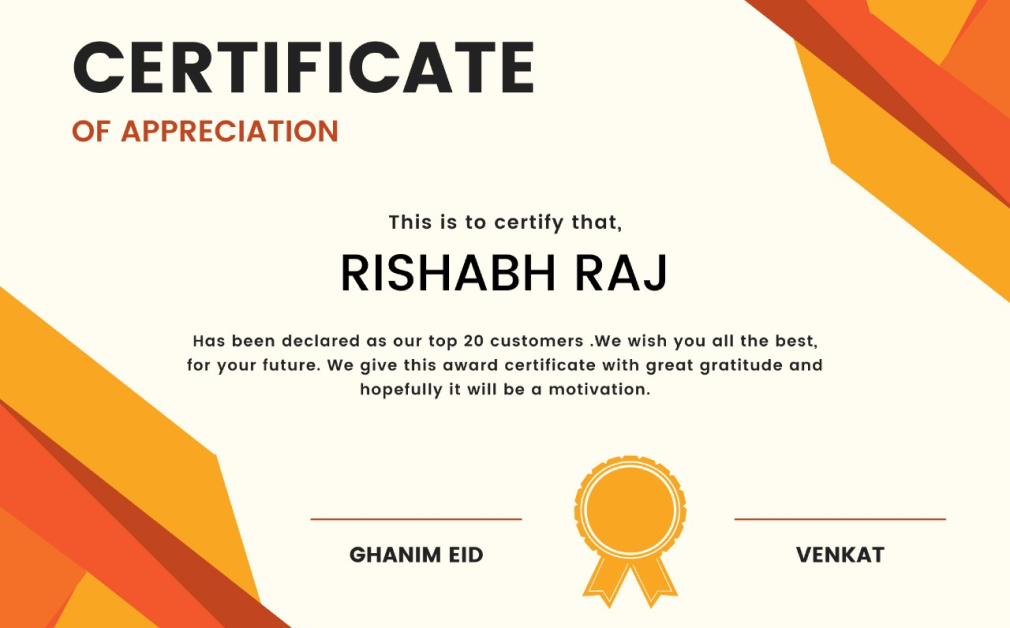 CERTIFICATE
OF APPRECIATION
This is to certify that,
RISHABH RAJ
Has been declared as our top 20 customers .We wish you all the best,
for your future. We give this award certificate with great gratitude and
hopefully it will be a motivation.
GHANIM EID
VENKAT